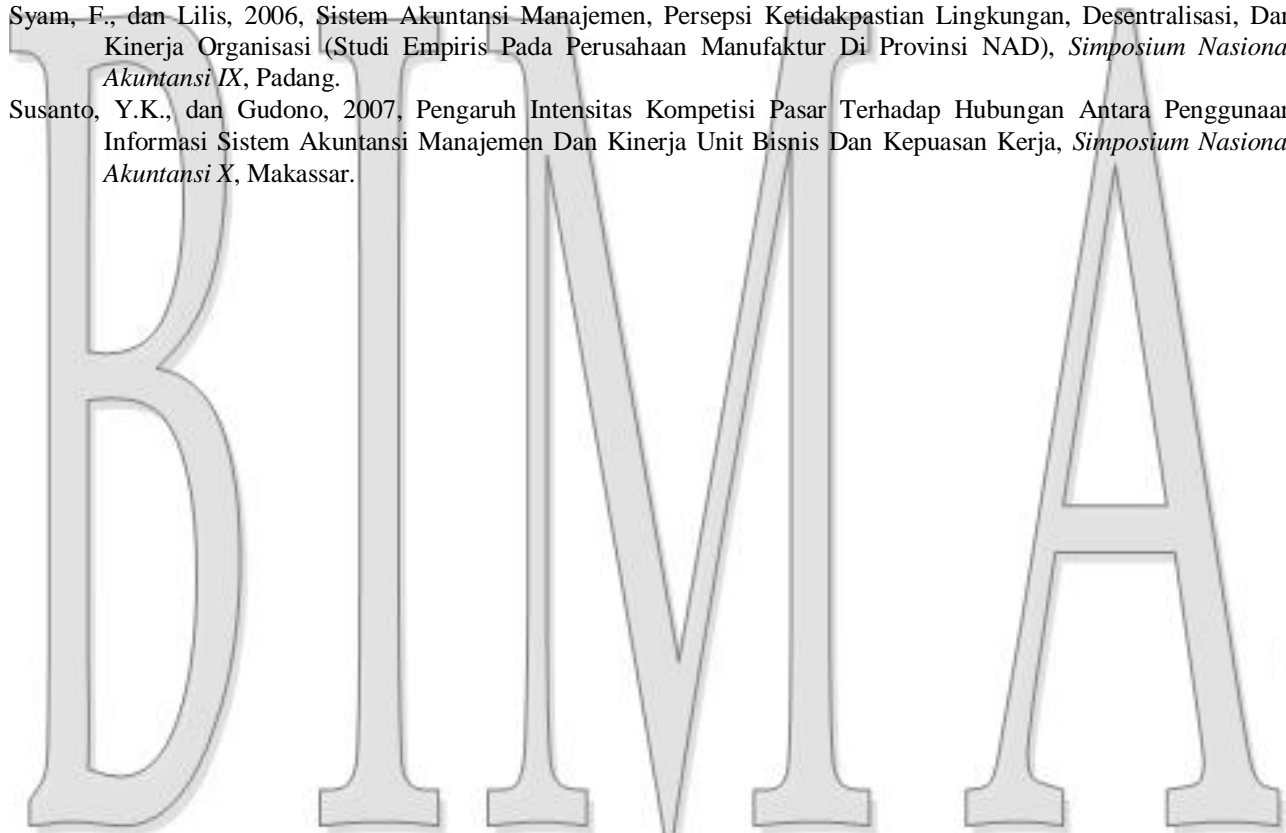 Syam, F., dan Lilis, 2006, Sistem Akuntansi Manajemen, Persepsi Ketidakpastian Lingkungan, Desentralisasi, Dan
Kinerja Organisasi (Studi Empiris Pada Perusahaan Manufaktur Di Provinsi NAD), Simposium Nasional
Akuntansi IX, Padang.
Susanto, Y.K., dan Gudono, 2007, Pengaruh Intensitas Kompetisi Pasar Terhadap Hubungan Antara Penggunaan
Informasi Sistem Akuntansi Manajemen Dan Kinerja Unit Bisnis Dan Kepuasan Kerja, Simposium Nasional
Akuntansi X, Makassar.
BIMA